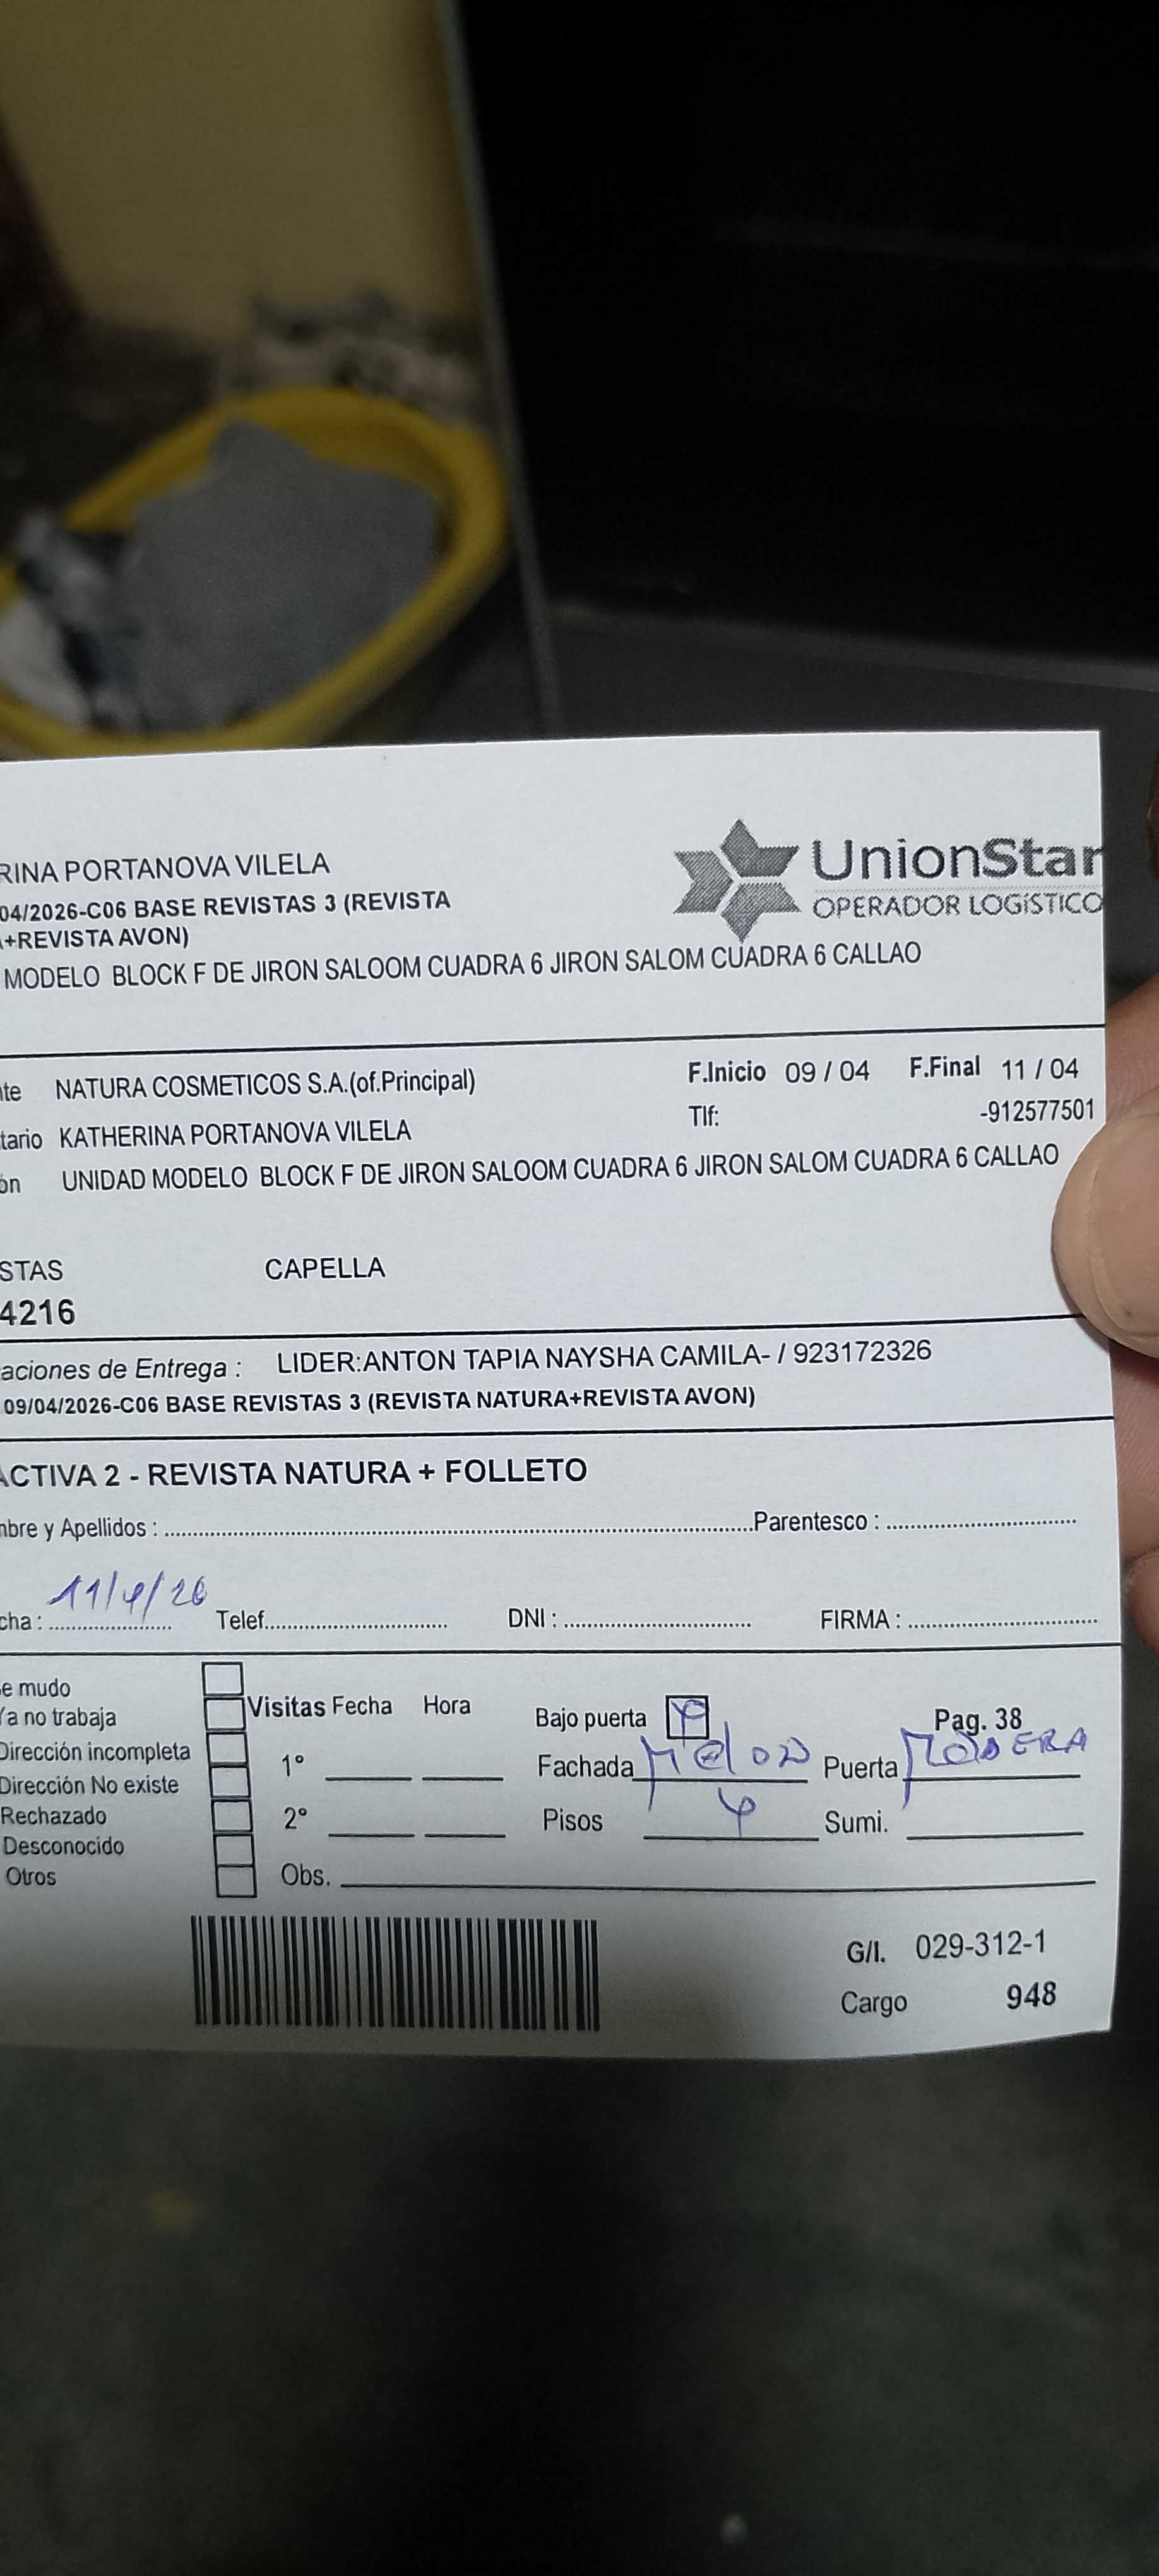 RINA PORTANOVA VILELA
UnionStar
OPERADOR LOGíSTICO
04/2026-C06 BASE REVISTAS 3 (REVISTA
+REVISTA AVON)
MODELO BLOCK F DE JIRON SALOOM CUADRA 6 JIRON SALOM CUADRA 6 CALLAO
te NATURA COSMETICOS S.A.(of.Principal) F.Inicio 09 / 04 F.Final 11 / 04
tario KATHERINA PORTANOVA VILELA Tlf: -912577501
ón UNIDAD MODELO BLOCK F DE JIRON SALOOM CUADRA 6 JIRON SALOM CUADRA 6 CALLAO
STAS CAPELLA
4216
aciones de Entrega : LIDER:ANTON TAPIA NAYSHA CAMILA- / 923172326
09/04/2026-C06 BASE REVISTAS 3 (REVISTA NATURA+REVISTA AVON)
ACTIVA 2 - REVISTA NATURA + FOLLETO
mbre y Apellidos : Parentesco :
cha : 11/4/26 Telef. DNI : FIRMA :
e mudo
Ya no trabaja
Dirección incompleta
Dirección No existe
Rechazado
Desconocido
Otros
Visitas Fecha Hora
1°
2°
Obs.
Bajo puerta Pag. 38
Fachada Melon Puerta MADERA
Pisos 4 Sumi.
G/I. 029-312-1
Cargo 948